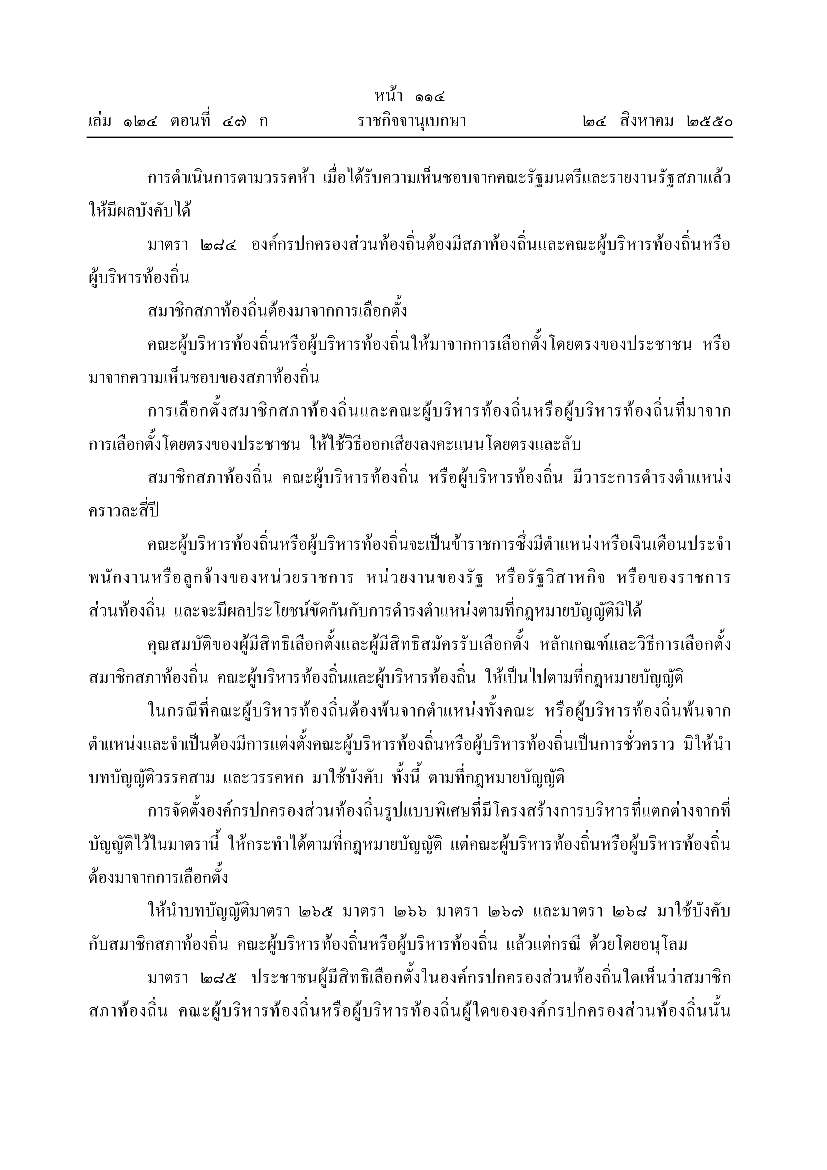 หน้า ๑๑๔
เล่ม ๑๒๔ ตอนที่ ๔๗ ก ราชกิจจานุเบกษา ๒๔ สิงหาคม ๒๕๕๐
การดำเนินการตามวรรคห้า เมื่อได้รับความเห็นชอบจากคณะรัฐมนตรีและรายงานรัฐสภาแล้ว
ให้มีผลบังคับได้
มาตรา ๒๘๔ องค์กรปกครองส่วนท้องถิ่นต้องมีสภาท้องถิ่นและคณะผู้บริหารท้องถิ่นหรือ
ผู้บริหารท้องถิ่น
สมาชิกสภาท้องถิ่นต้องมาจากการเลือกตั้ง
คณะผู้บริหารท้องถิ่นหรือผู้บริหารท้องถิ่นให้มาจากการเลือกตั้งโดยตรงของประชาชน หรือ
มาจากความเห็นชอบของสภาท้องถิ่น
การเลือกตั้งสมาชิกสภาท้องถิ่นและคณะผู้บริหารท้องถิ่นหรือผู้บริหารท้องถิ่นที่มาจาก
การเลือกตั้งโดยตรงของประชาชน ให้ใช้วิธีออกเสียงลงคะแนนโดยตรงและลับ
สมาชิกสภาท้องถิ่น คณะผู้บริหารท้องถิ่น หรือผู้บริหารท้องถิ่น มีวาระการดำรงตำแหน่ง
คราวละสี่ปี
คณะผู้บริหารท้องถิ่นหรือผู้บริหารท้องถิ่นจะเป็นข้าราชการซึ่งมีตำแหน่งหรือเงินเดือนประจำ
พนักงานหรือลูกจ้างของหน่วยราชการ หน่วยงานของรัฐ หรือรัฐวิสาหกิจ หรือของราชการ
ส่วนท้องถิ่น และจะมีผลประโยชน์ขัดกันกับการดำรงตำแหน่งตามที่กฎหมายบัญญัติมิได้
คุณสมบัติของผู้มีสิทธิเลือกตั้งและผู้มีสิทธิสมัครรับเลือกตั้ง หลักเกณฑ์และวิธีการเลือกตั้ง
สมาชิกสภาท้องถิ่น คณะผู้บริหารท้องถิ่นและผู้บริหารท้องถิ่น ให้เป็นไปตามที่กฎหมายบัญญัติ
ในกรณีที่คณะผู้บริหารท้องถิ่นต้องพ้นจากตำแหน่งทั้งคณะ หรือผู้บริหารท้องถิ่นพ้นจาก
ตำแหน่งและจำเป็นต้องมีการแต่งตั้งคณะผู้บริหารท้องถิ่นหรือผู้บริหารท้องถิ่นเป็นการชั่วคราว มิให้นำ
บทบัญญัติวรรคสาม และวรรคหก มาใช้บังคับ ทั้งนี้ ตามที่กฎหมายบัญญัติ
การจัดตั้งองค์กรปกครองส่วนท้องถิ่นรูปแบบพิเศษที่มีโครงสร้างการบริหารที่แตกต่างจากที่
บัญญัติไว้ในมาตรานี้ ให้กระทำได้ตามที่กฎหมายบัญญัติ แต่คณะผู้บริหารท้องถิ่นหรือผู้บริหารท้องถิ่น
ต้องมาจากการเลือกตั้ง
ให้นำบทบัญญัติมาตรา ๒๖๕ มาตรา ๒๖๖ มาตรา ๒๖๗ และมาตรา ๒๖๘ มาใช้บังคับ
กับสมาชิกสภาท้องถิ่น คณะผู้บริหารท้องถิ่นหรือผู้บริหารท้องถิ่น แล้วแต่กรณี ด้วยโดยอนุโลม
มาตรา ๒๘๕ ประชาชนผู้มีสิทธิเลือกตั้งในองค์กรปกครองส่วนท้องถิ่นใดเห็นว่าสมาชิก
สภาท้องถิ่น คณะผู้บริหารท้องถิ่นหรือผู้บริหารท้องถิ่นผู้ใดขององค์กรปกครองส่วนท้องถิ่นนั้น